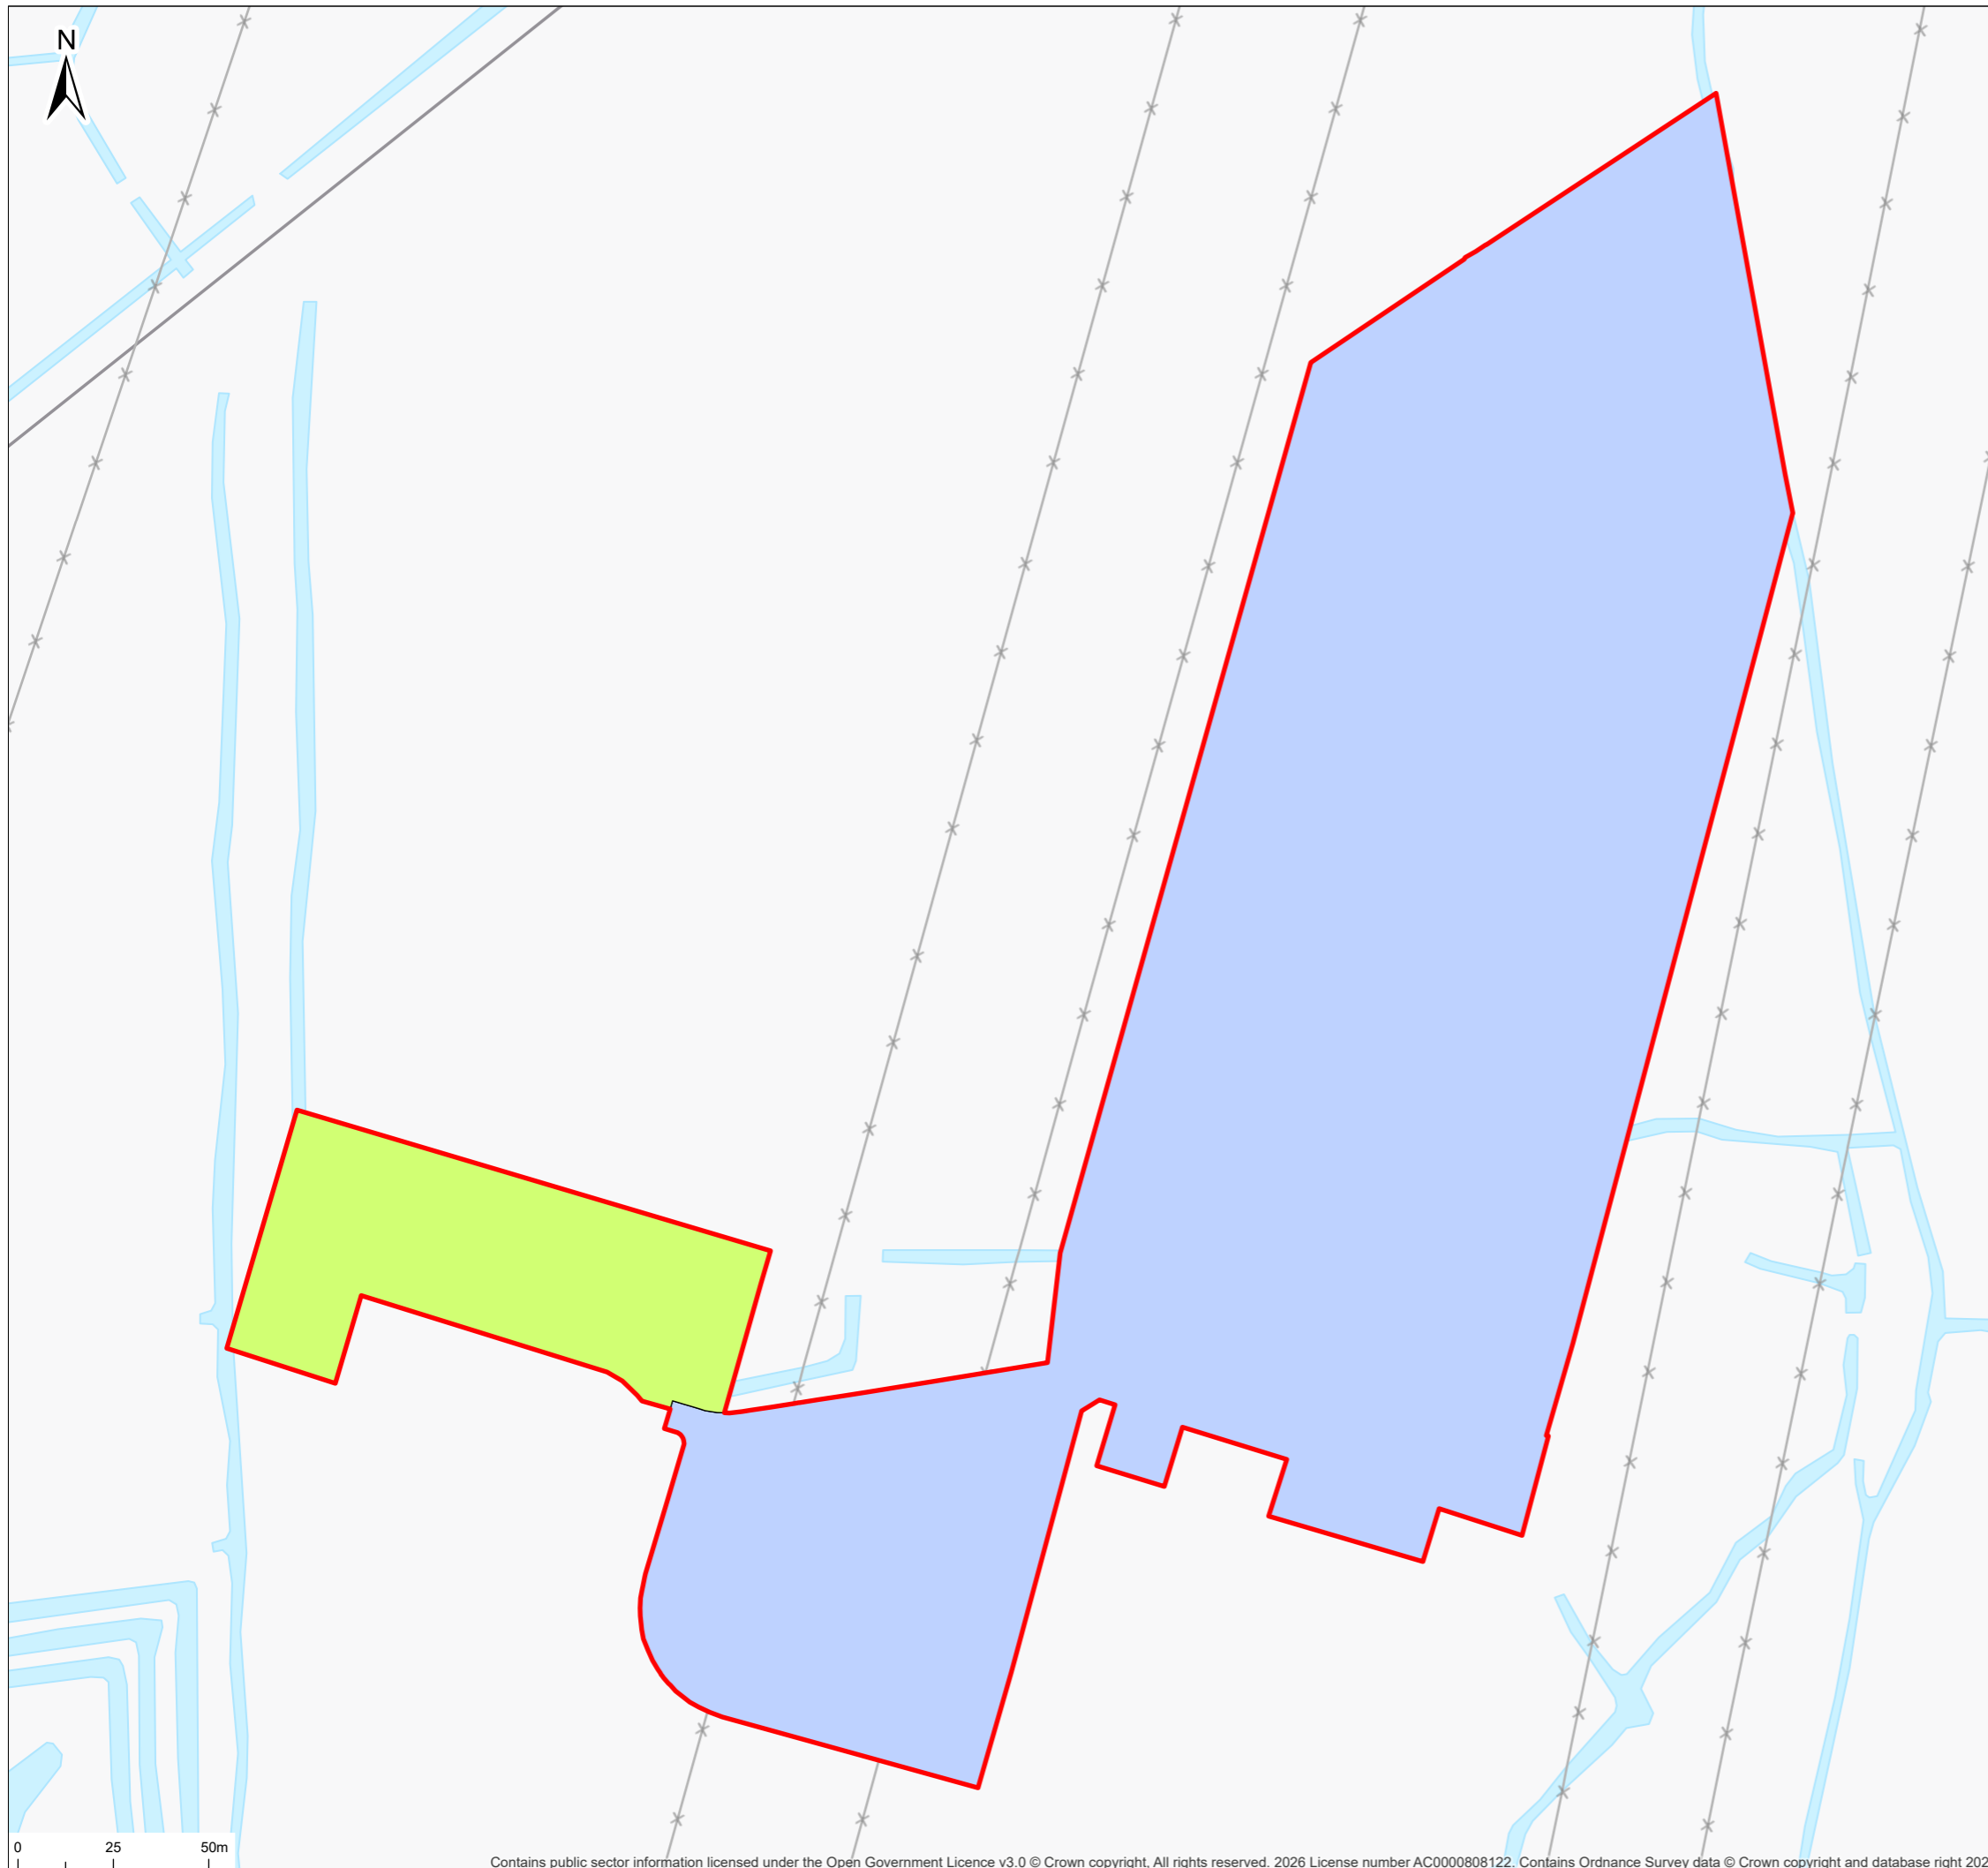 N
0 25 50m
Contains public sector information licensed under the Open Government Licence v3.0 © Crown copyright, All rights reserved. 2026 License number AC0000808122. Contains Ordnance Survey data © Crown copyright and database right